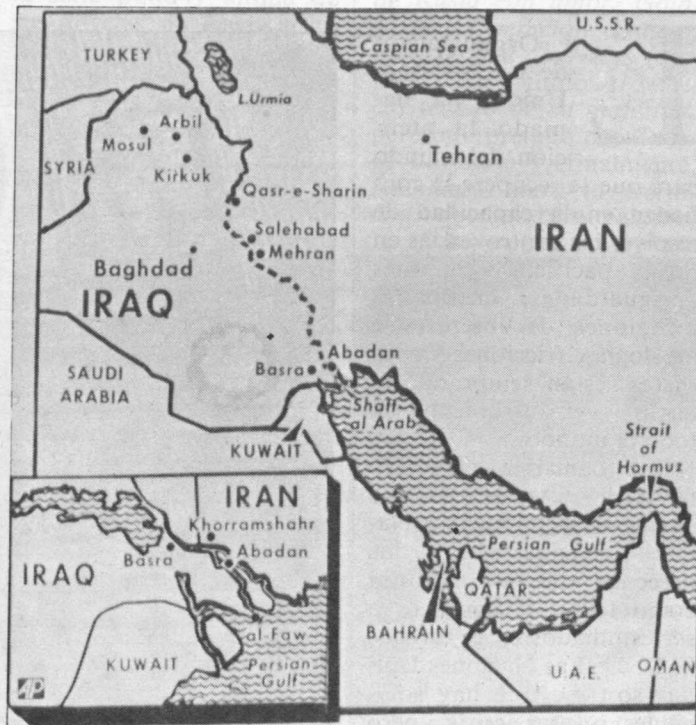 U.S.S.R.
TURKEY
Caspian Sea
L.Urmia
Arbil
Mosul
Kirkuk
SYRIA
Tehran
Qasr-e-Sharin
Salehabad
Mehran
IRAN
Baghdad
IRAQ
SAUDI
ARABIA
Basra
Abadan
Shatt
al Arab
KUWAIT
Strait
of
Hormuz
Persian Gulf
QATAR
BAHRAIN
U.A.E.
OMAN
IRAN
Khorramshahr
Abadan
Basra
IRAQ
al-Faw
KUWAIT
Persian
Gulf
AP